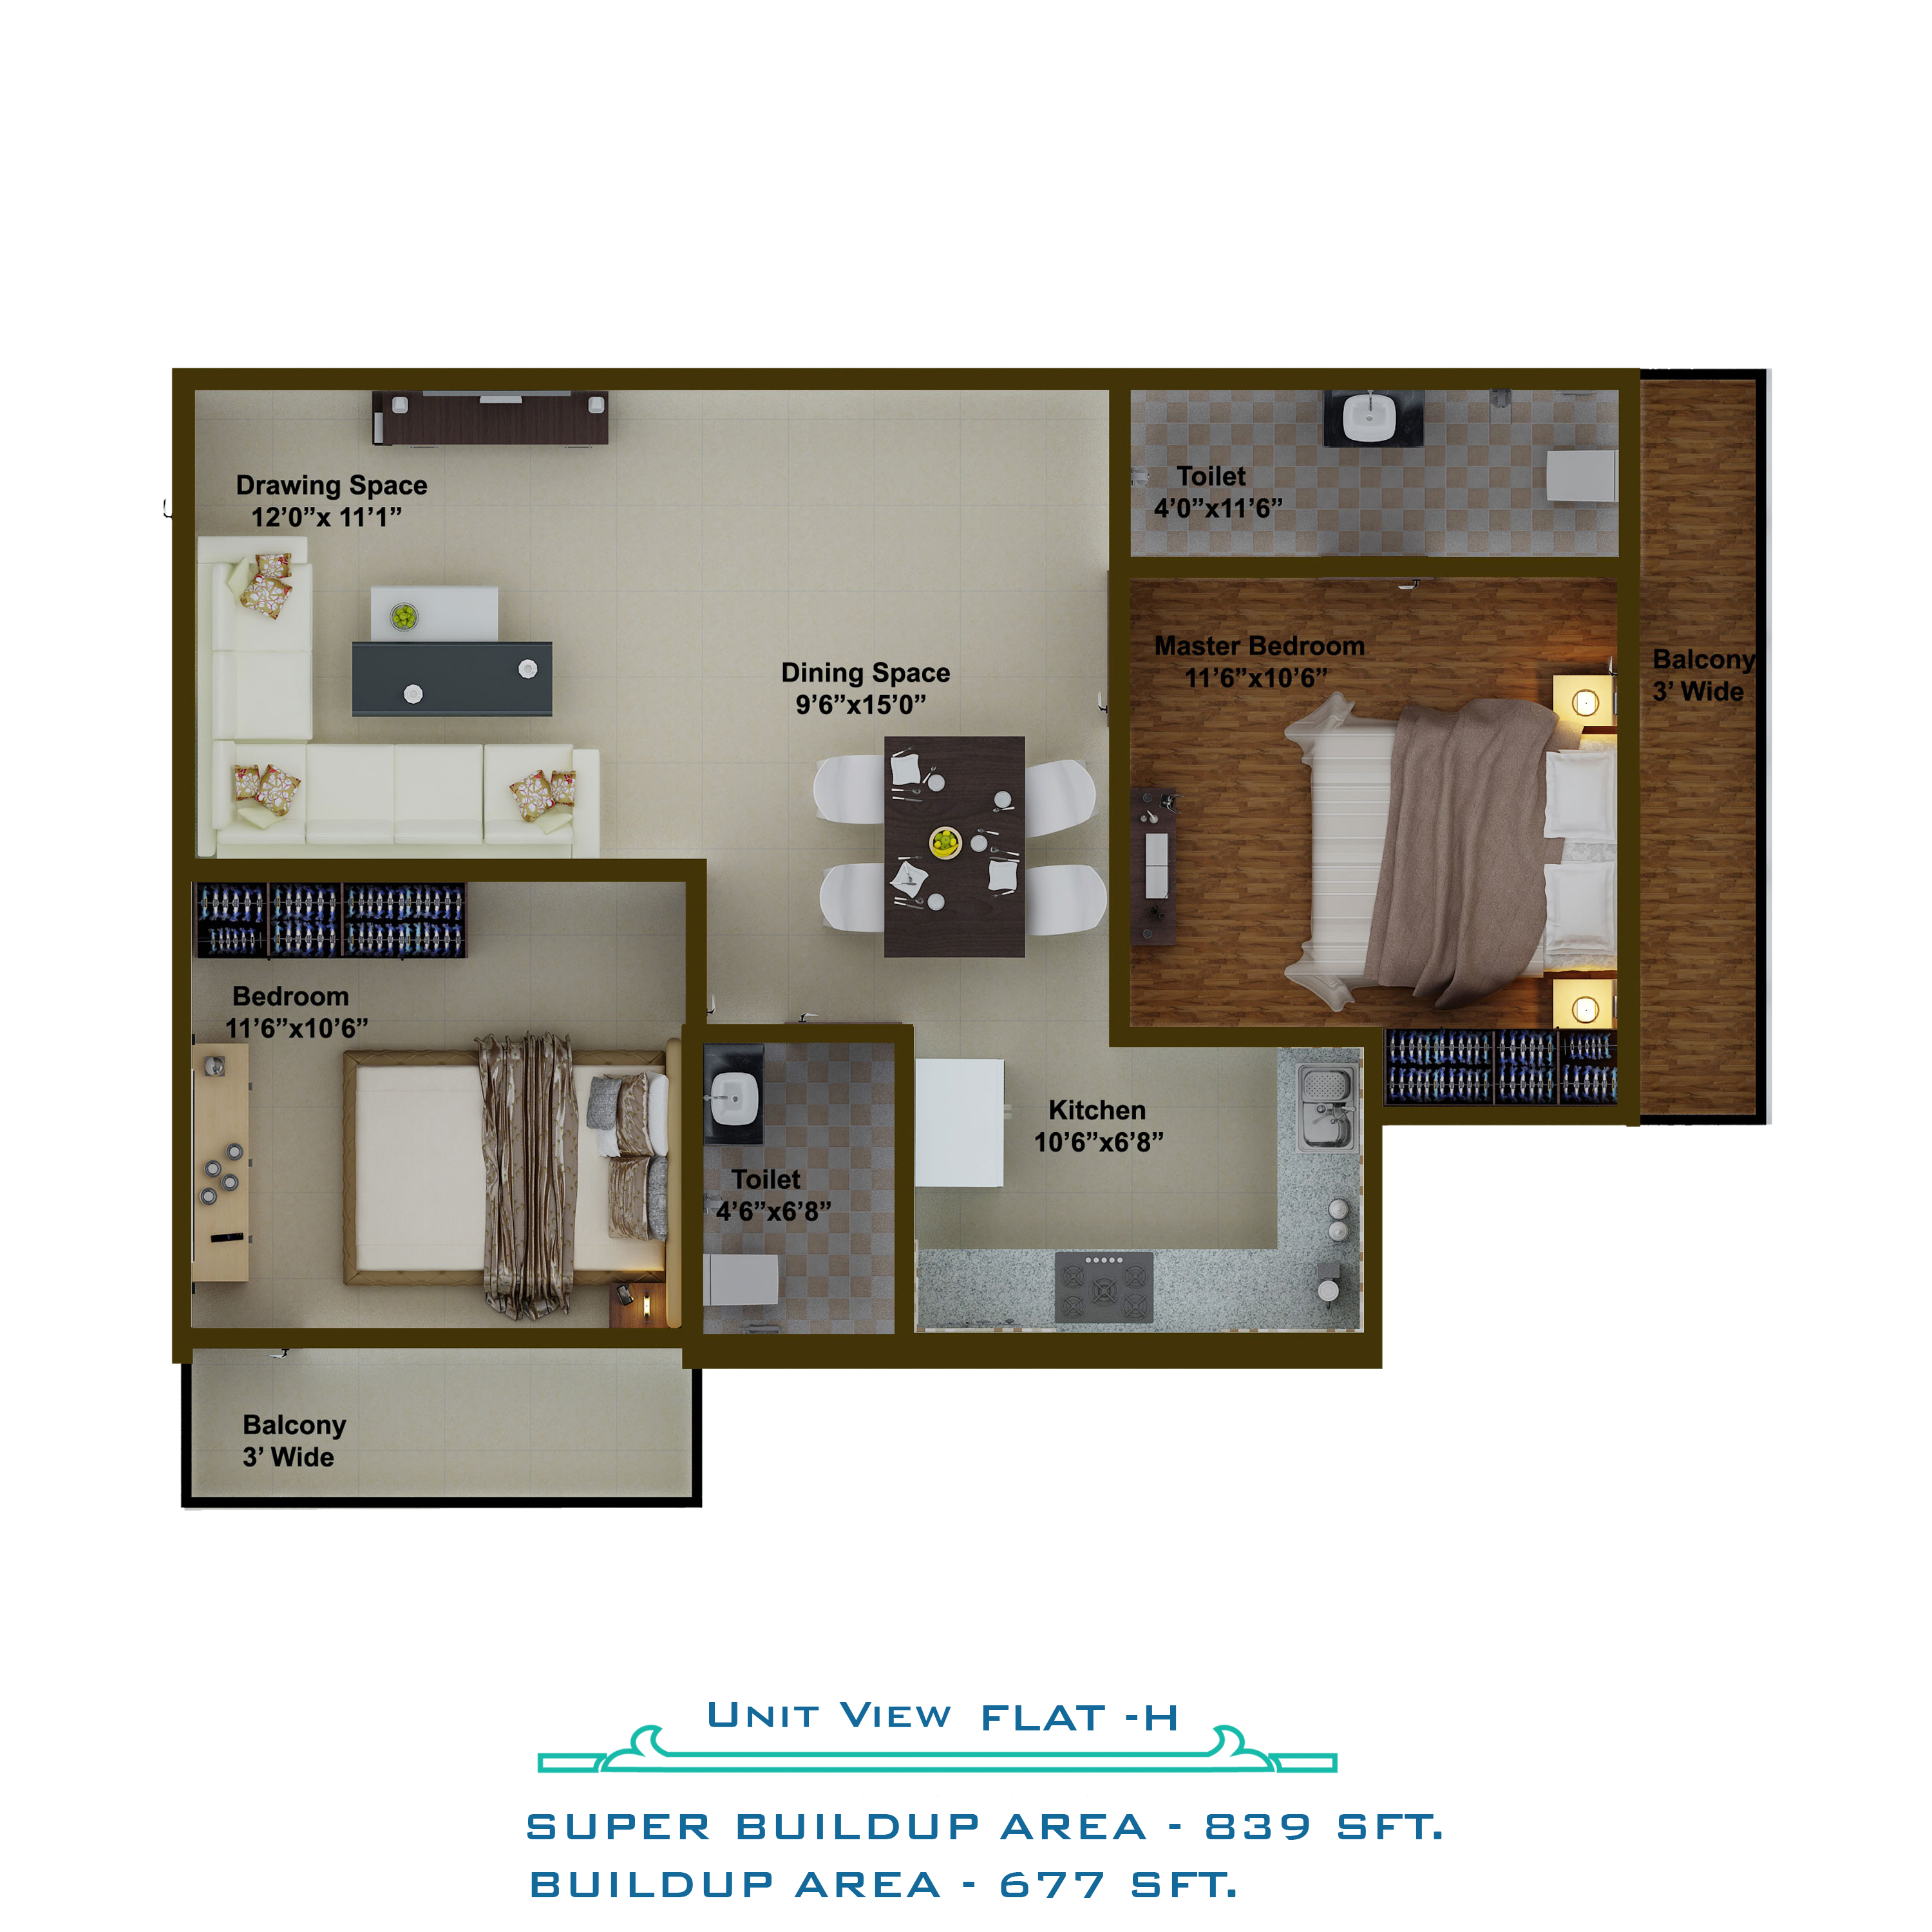 Drawing Space
12’0”x 11’1”
Toilet
4’0”x11’6”
Master Bedroom
11’6”x10’6”
Balcony
3’ Wide
Dining Space
9’6”x15’0”
Bedroom
11’6”x10’6”
Toilet
4’6”x6’8”
Kitchen
10’6”x6’8”
Balcony
3’ Wide
UNIT VIEW FLAT -H
SUPER BUILDUP AREA - 839 SFT.
BUILDUP AREA - 677 SFT.